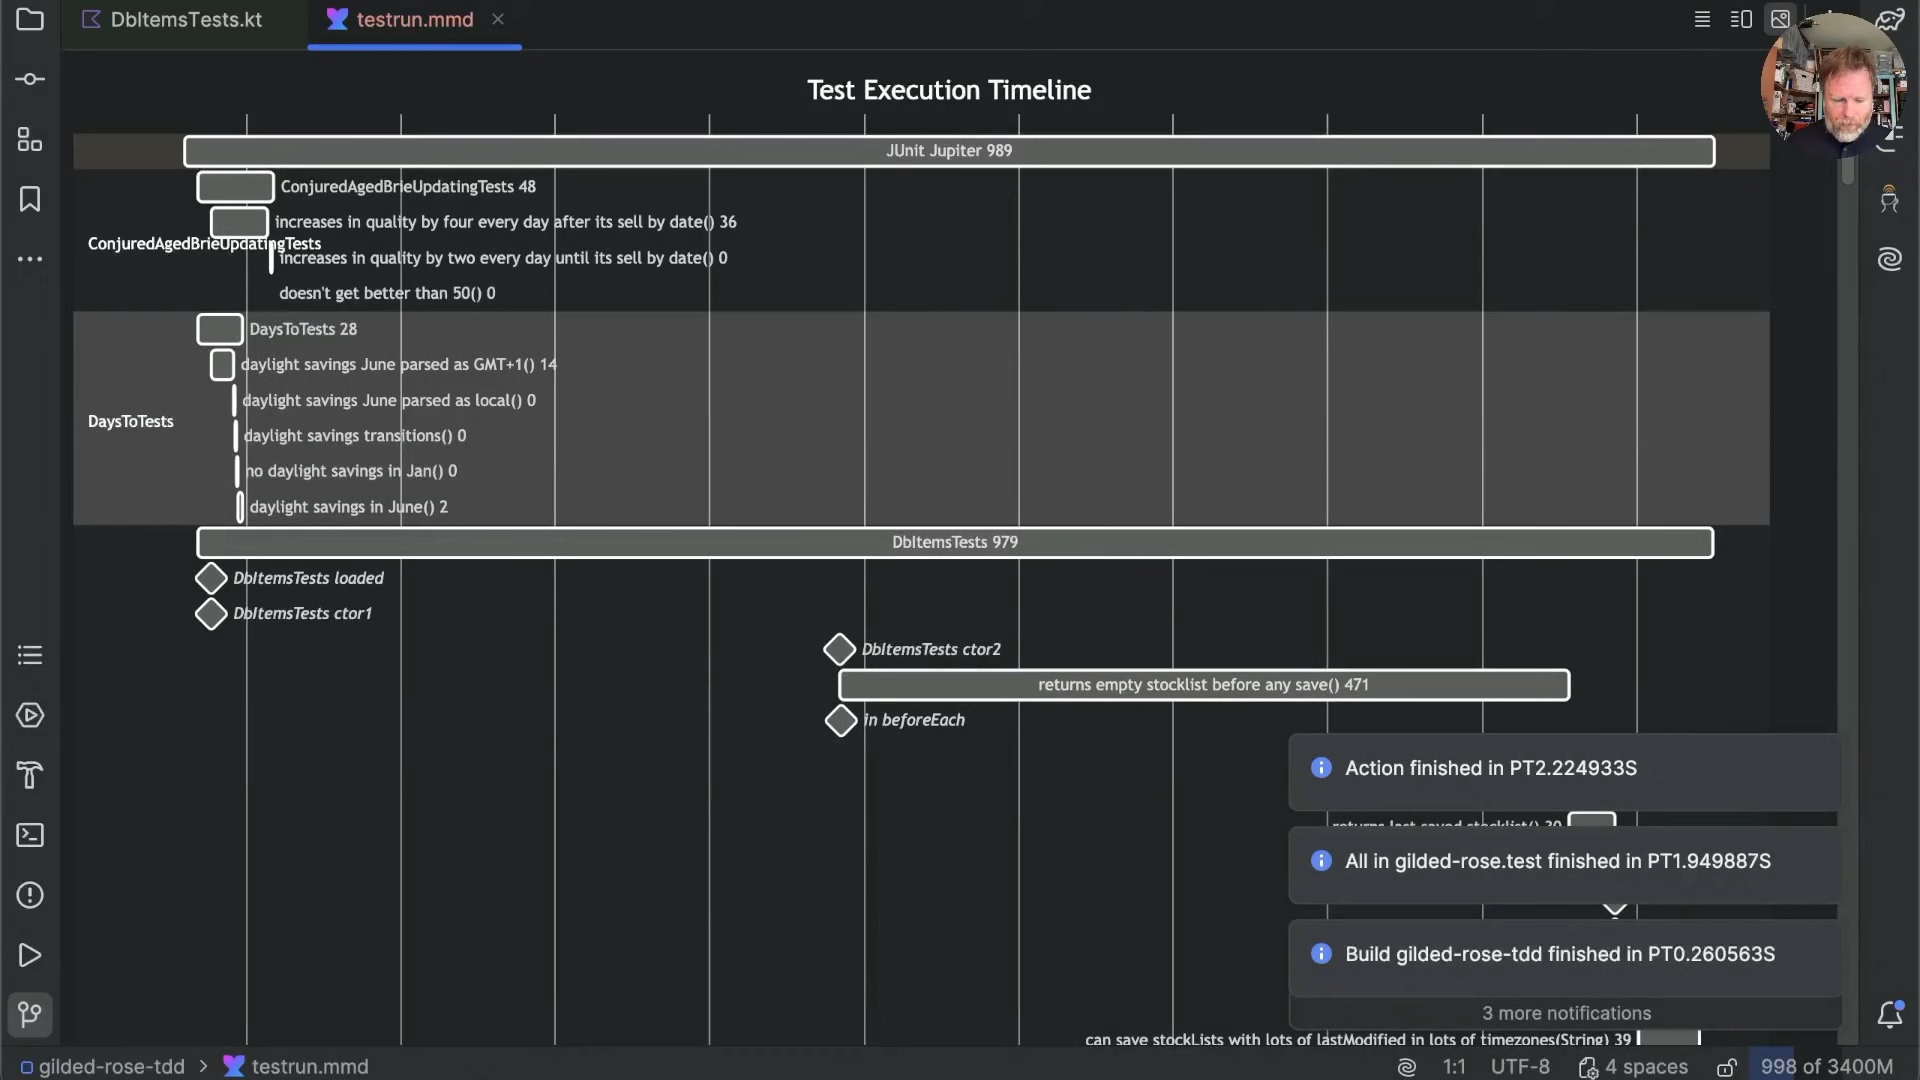 DbItemsTests.kt
testrun.mmd
Test Execution Timeline
JUnit Jupiter 989
ConjuredAgedBrieUpdatingTests 48
increases in quality by four every day after its sell by date() 36
ConjuredAgedBrieUpdatingTests
increases in quality by two every day until its sell by date() 0
doesn't get better than 50() 0
DaysToTests 28
daylight savings June parsed as GMT+1() 14
daylight savings June parsed as local() 0
DaysToTests
daylight savings transitions() 0
no daylight savings in Jan() 0
daylight savings in June() 2
DbItemsTests 979
DbItemsTests loaded
DbItemsTests ctor1
DbItemsTests ctor2
returns empty stocklist before any save() 471
in beforeEach
Action finished in PT2.224933S
returns last saved stocklist()
All in gilded-rose.test finished in PT1.949887S
Build gilded-rose-tdd finished in PT0.260563S
3 more notifications
can save stockLists with lots of lastModified in lots of timezones(String) 39
gilded-rose-tdd > testrun.mmd
1:1 UTF-8 4 spaces 998 of 3400M